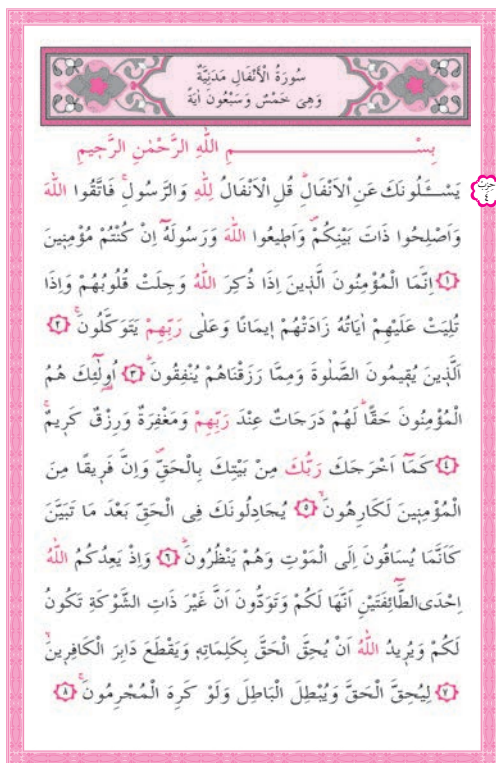 سُورَةُ الْاَنْفَالِ مَدَنِيَّةٌ
وَهِىَ خَمْسٌ وَسَبْعُونَ اٰيَةً
بِسْمِ اللّٰهِ الرَّحْمٰنِ الرَّحِيمِ
يَسْـَٔلُونَكَ عَنِ الْاَنْفَالِۜ قُلِ الْاَنْفَالُ لِلّٰهِ وَالرَّسُولِۚ فَاتَّقُوا اللّٰهَ
وَاَصْلِحُوا ذَاتَ بَيْنِكُمْۖ وَاَطِيعُوا اللّٰهَ وَرَسُولَهُٓ اِنْ كُنْتُمْ مُؤْمِنِينَ
﴿١﴾ اِنَّمَا الْمُؤْمِنُونَ الَّذِينَ اِذَا ذُكِرَ اللّٰهُ وَجِلَتْ قُلُوبُهُمْ وَاِذَا
تُلِيَتْ عَلَيْهِمْ اٰيَاتُهُ زَادَتْهُمْ اِيمَانًا وَعَلٰى رَبِّهِمْ يَتَوَكَّلُونَۚ ﴿٢﴾
اَلَّذِينَ يُقِيمُونَ الصَّلٰوةَ وَمِمَّا رَزَقْنَاهُمْ يُنْفِقُونَۜ ﴿٣﴾ اُو۬لٰٓئِكَ هُمُ
الْمُؤْمِنُونَ حَقًّاۜ لَهُمْ دَرَجَاتٌ عِنْدَ رَبِّهِمْ وَمَغْفِرَةٌ وَرِزْقٌ كَرِيمٌۚ
﴿٤﴾ كَمَٓا اَخْرَجَكَ رَبُّكَ مِنْ بَيْتِكَ بِالْحَقِّۖ وَاِنَّ فَرِيقًا مِنَ
الْمُؤْمِنِينَ لَكَارِهُونَۙ ﴿٥﴾ يُجَادِلُونَكَ فِى الْحَقِّ بَعْدَ مَا تَبَيَّنَ
كَاَنَّمَا يُسَاقُونَ اِلَى الْمَوْتِ وَهُمْ يَنْظُرُونَۜ ﴿٦﴾ وَاِذْ يَعِدُكُمُ اللّٰهُ
اِحْدَى الطَّٓائِفَتَيْنِ اَنَّهَا لَكُمْ وَتَوَدُّونَ اَنَّ غَيْرَ ذَاتِ الشَّوْكَةِ تَكُونُ
لَكُمْ وَيُرِيدُ اللّٰهُ اَنْ يُحِقَّ الْحَقَّ بِكَلِمَاتِهِ وَيَقْطَعَ دَابِرَ الْكَافِرِينَۙ
﴿٧﴾ لِيُحِقَّ الْحَقَّ وَيُبْطِلَ الْبَاطِلَ وَلَوْ كَرِهَ الْمُجْرِمُونَۚ ﴿٨﴾